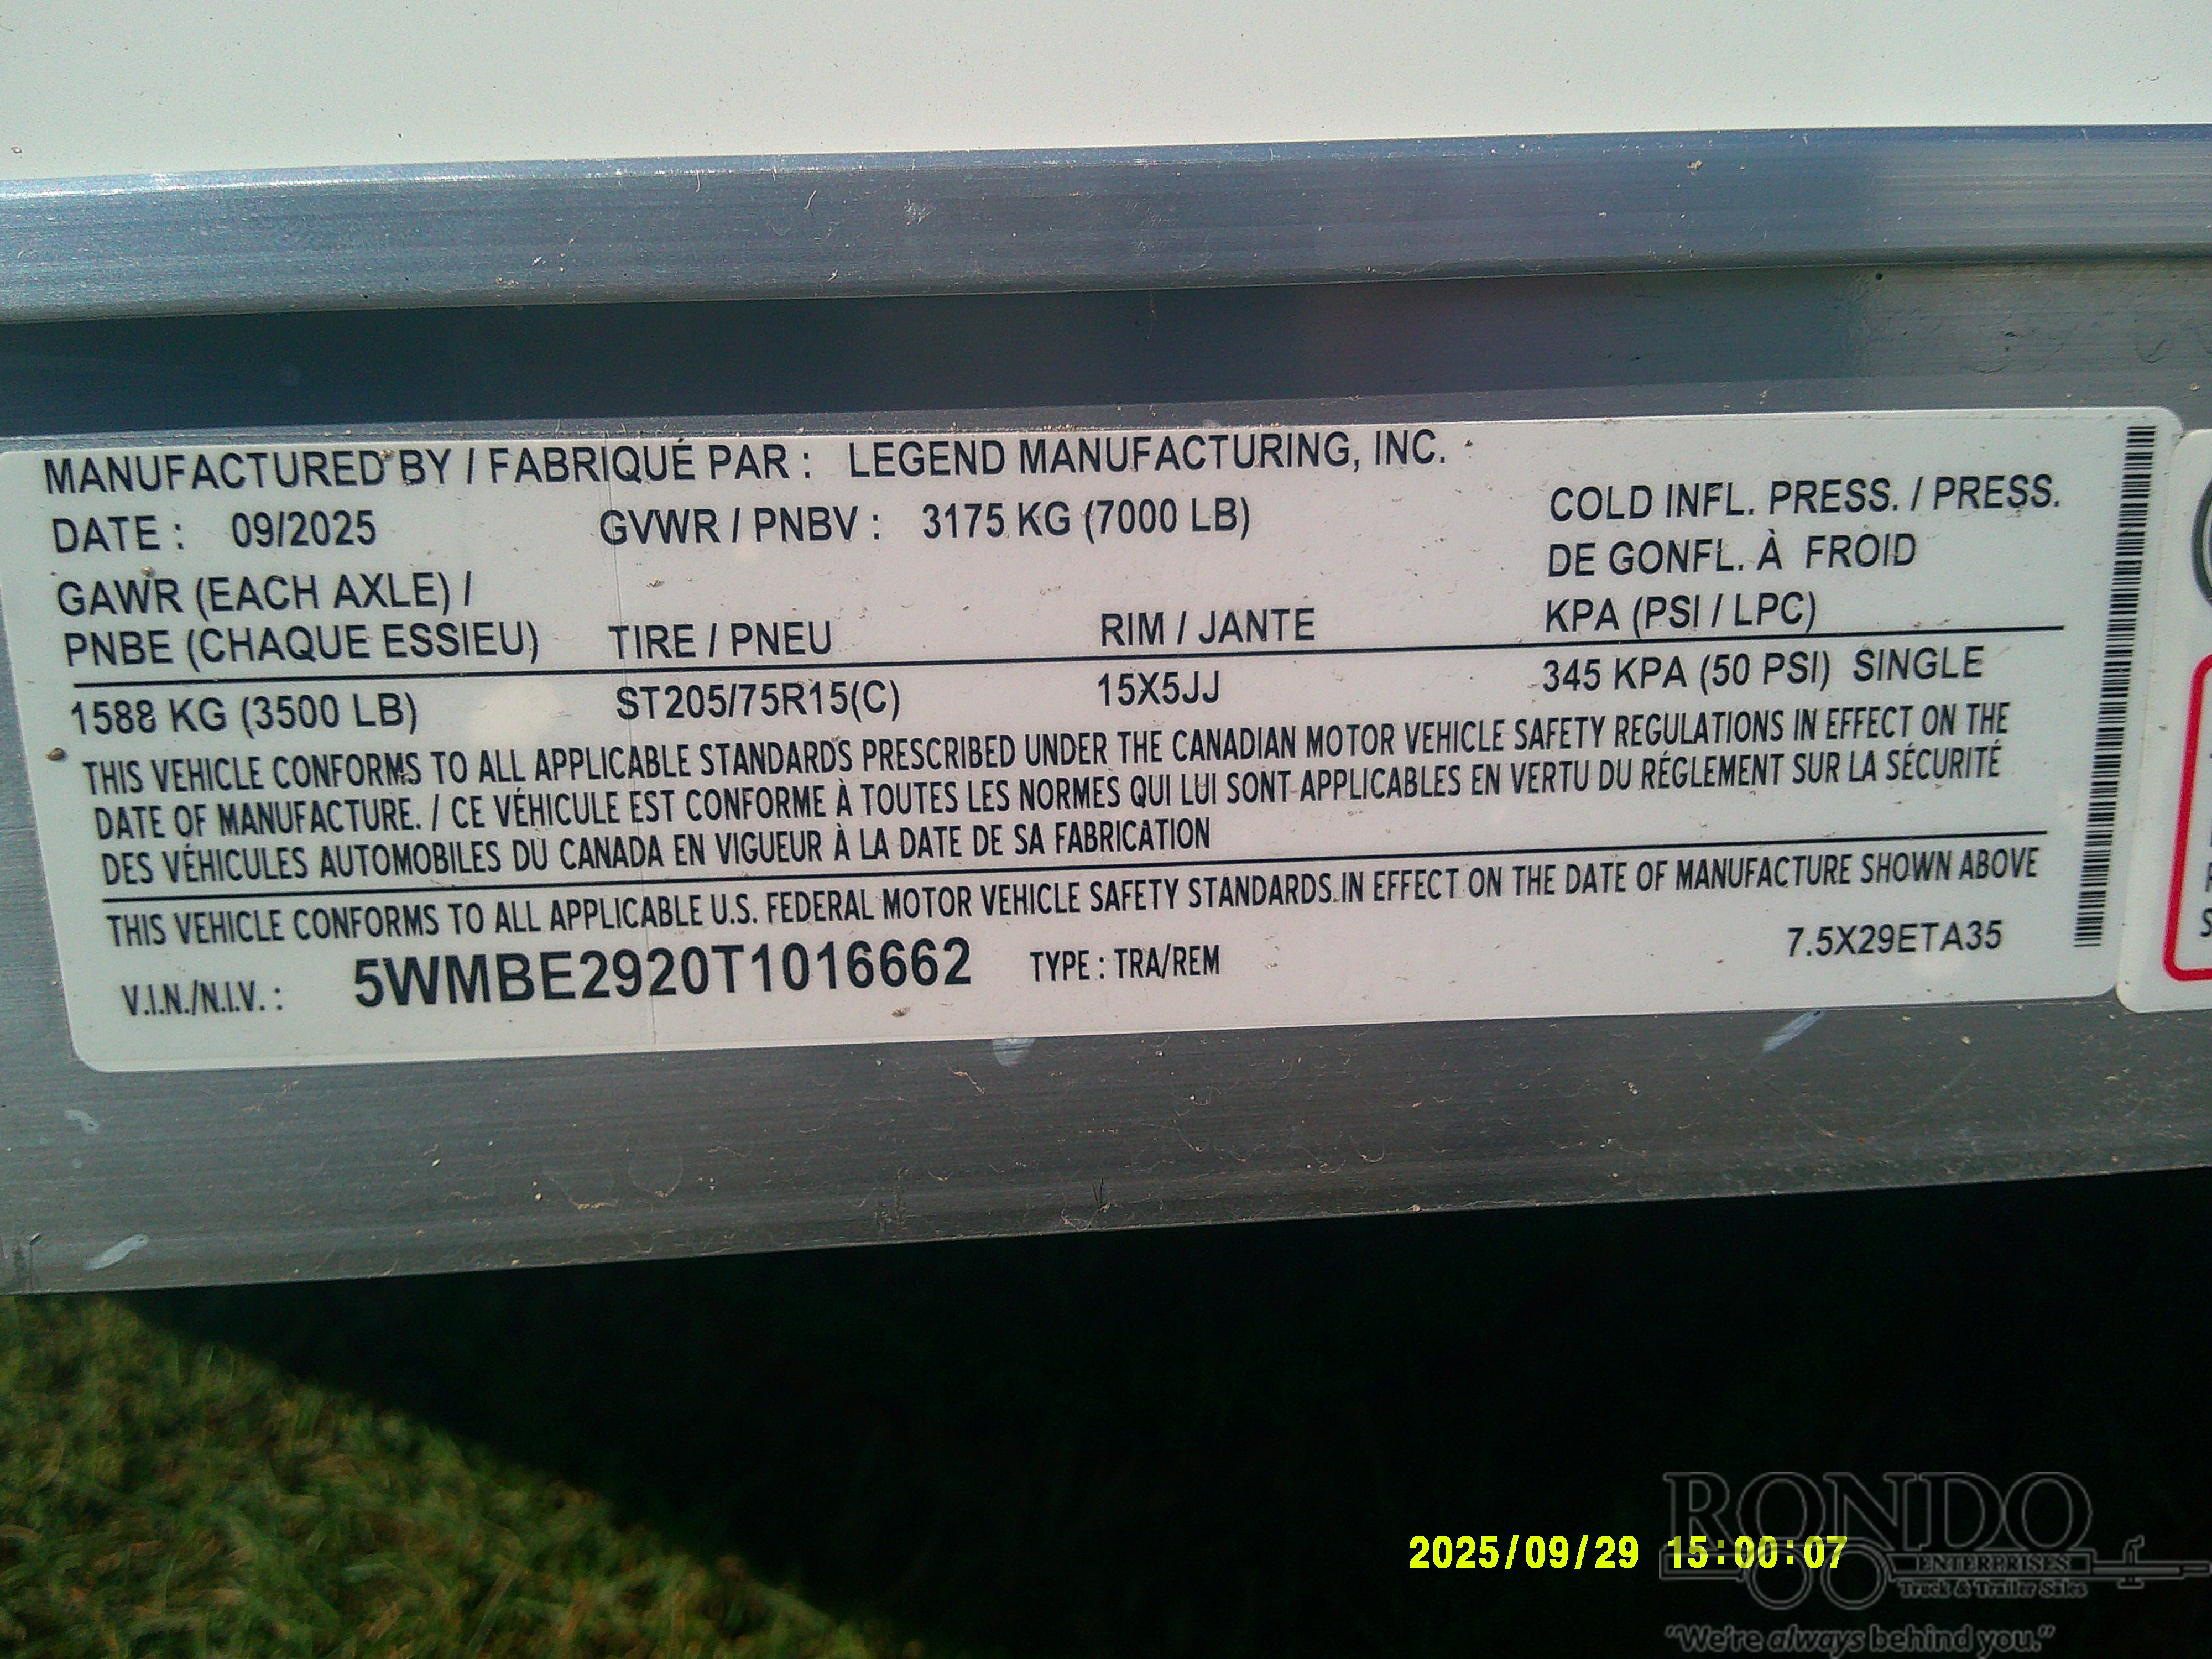 MANUFACTURED BY / FABRIQUÉ PAR : LEGEND MANUFACTURING, INC.
DATE : 09/2025 GVWR / PNBV : 3175 KG (7000 LB)
COLD INFL. PRESS. / PRESS.
DE GONFL. À FROID
KPA (PSI / LPC)
GAWR (EACH AXLE) /
PNBE (CHAQUE ESSIEU) TIRE / PNEU RIM / JANTE
1588 KG (3500 LB) ST205/75R15(C) 15X5JJ 345 KPA (50 PSI) SINGLE
THIS VEHICLE CONFORMS TO ALL APPLICABLE STANDARDS PRESCRIBED UNDER THE CANADIAN MOTOR VEHICLE SAFETY REGULATIONS IN EFFECT ON THE
DATE OF MANUFACTURE. / CE VÉHICULE EST CONFORME À TOUTES LES NORMES QUI LUI SONT APPLICABLES EN VERTU DU RÉGLEMENT SUR LA SÉCURITÉ
DES VÉHICULES AUTOMOBILES DU CANADA EN VIGUEUR À LA DATE DE SA FABRICATION
THIS VEHICLE CONFORMS TO ALL APPLICABLE U.S. FEDERAL MOTOR VEHICLE SAFETY STANDARDS IN EFFECT ON THE DATE OF MANUFACTURE SHOWN ABOVE
V.I.N./N.I.V. : 5WMBE2920T1016662 TYPE : TRA/REM 7.5X29ETA35
2025/09/29 15:00:07
RONDO
ENTERPRISES
Truck & Trailer Sales
"We're always behind you."